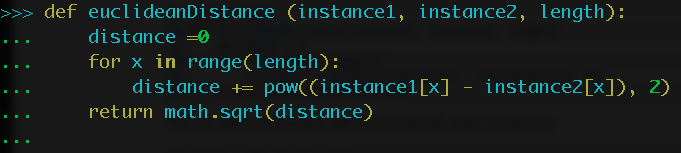 >>> def euclideanDistance (instance1, instance2, length):
...     distance =0
...     for x in range(length):
...         distance += pow((instance1[x] - instance2[x]), 2)
...     return math.sqrt(distance)
...